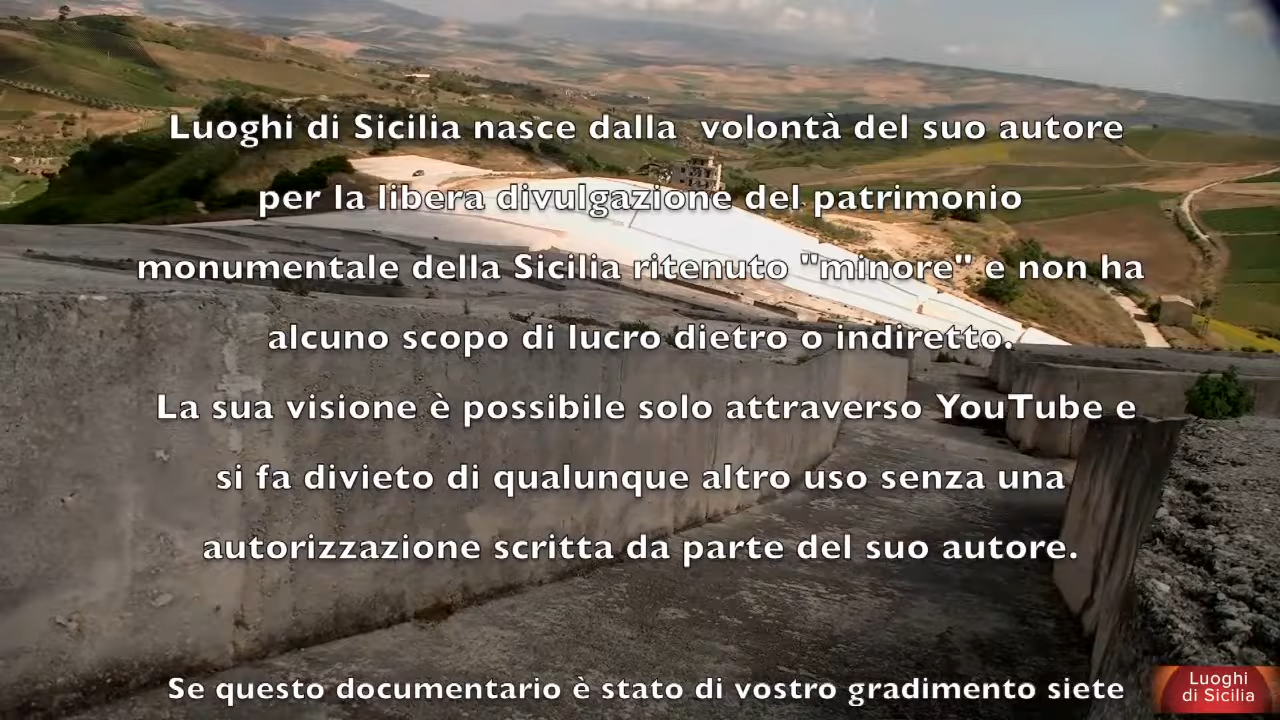 Luoghi di Sicilia nasce dalla  volontà del suo autore
per la libera divulgazione del patrimonio
monumentale della Sicilia ritenuto "minore" e non ha
alcuno scopo di lucro dietro o indiretto.
La sua visione è possibile solo attraverso YouTube e
si fa divieto di qualunque altro uso senza una
autorizzazione scritta da parte del suo autore.
Se questo documentario è stato di vostro gradimento siete
Luoghi
di Sicilia